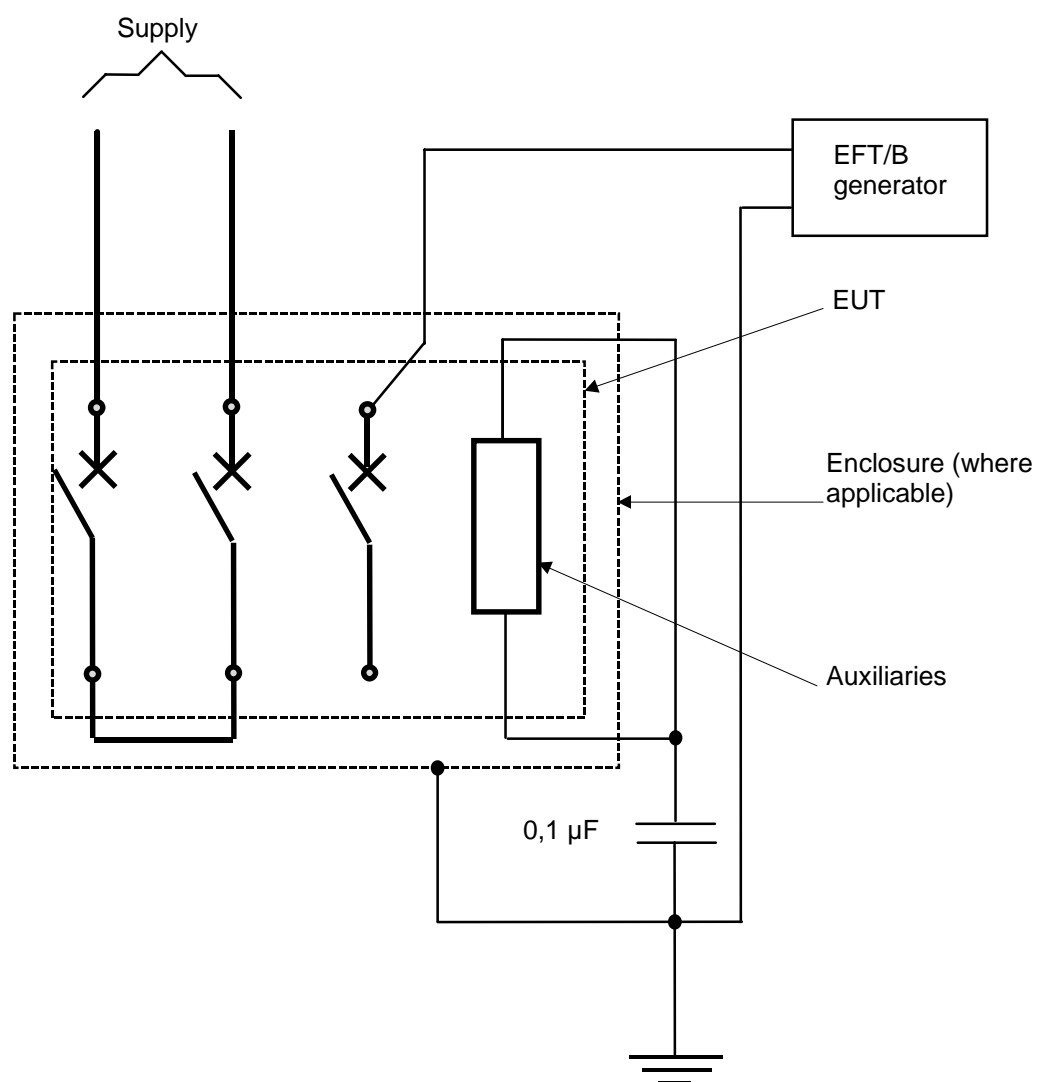 Supply
EFT/B
generator
EUT
Enclosure (where
applicable)
Auxiliaries
0,1 µF